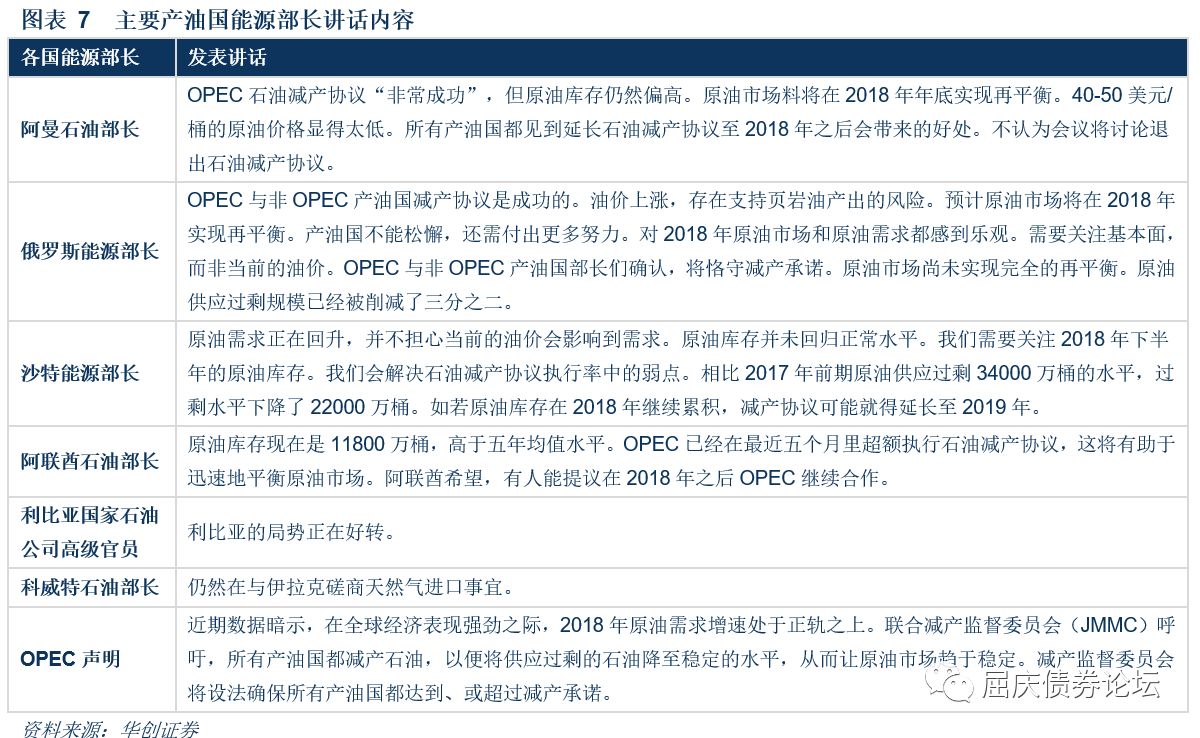 图表 7 主要产油国能源部长讲话内容
各国能源部长 发表讲话
阿曼石油部长
OPEC 石油减产协议“非常成功”，但原油库存仍然偏高。原油市场料将在 2018 年年底实现再平衡。40-50 美元/
桶的原油价格显得太低。所有产油国都见到延长石油减产协议至 2018 年之后会带来的好处。不认为会议将讨论退
出石油减产协议。
俄罗斯能源部长
OPEC 与非 OPEC 产油国减产协议是成功的。油价上涨，存在支持页岩油产出的风险。预计原油市场将在 2018 年
实现再平衡。产油国不能松懈，还需付出更多努力。对 2018 年原油市场和原油需求都感到乐观。需要关注基本面，
而非当前的油价。OPEC 与非 OPEC 产油国部长们确认，将恪守减产承诺。原油市场尚未实现完全的再平衡。原油
供应过剩规模已经被削减了三分之二。
沙特能源部长
原油需求正在回升，并不担心当前的油价会影响到需求。原油库存并未回归正常水平。我们需要关注 2018 年下半
年的原油库存。我们会解决石油减产协议执行率中的弱点。相比 2017 年前期原油供应过剩 34000 万桶的水平，过
剩水平下降了 22000 万桶。如若原油库存在 2018 年继续累积，减产协议可能就得延长至 2019 年。
阿联酋石油部长
原油库存现在是 11800 万桶，高于五年均值水平。OPEC 已经在最近五个月里超额执行石油减产协议，这将有助于
迅速地平衡原油市场。阿联酋希望，有人能提议在 2018 年之后 OPEC 继续合作。
利比亚国家石油
公司高级官员
利比亚的局势正在好转。
科威特石油部长
仍然在与伊拉克磋商天然气进口事宜。
OPEC 声明
近期数据暗示，在全球经济表现强劲之际，2018 年原油需求增速处于正轨之上。联合减产监督委员会（JMMC）呼
吁，所有产油国都减产石油，以便将供应过剩的石油降至稳定的水平，从而让原油市场趋于稳定。减产监督委员会
将设法确保所有产油国都达到、或超过减产承诺。
屈庆债券论坛
资料来源：华创证券